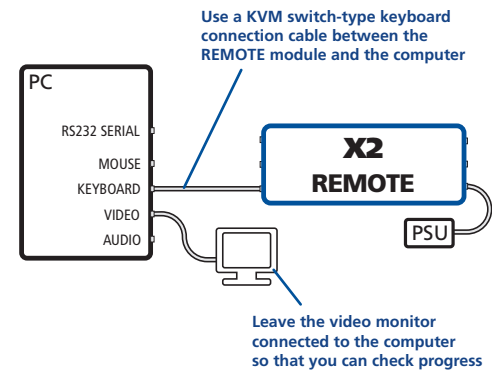 Use a KVM switch-type keyboard
connection cable between the
REMOTE module and the computer
PC
RS232 SERIAL
MOUSE
KEYBOARD
VIDEO
AUDIO
X2
REMOTE
PSU
Leave the video monitor
connected to the computer
so that you can check progress